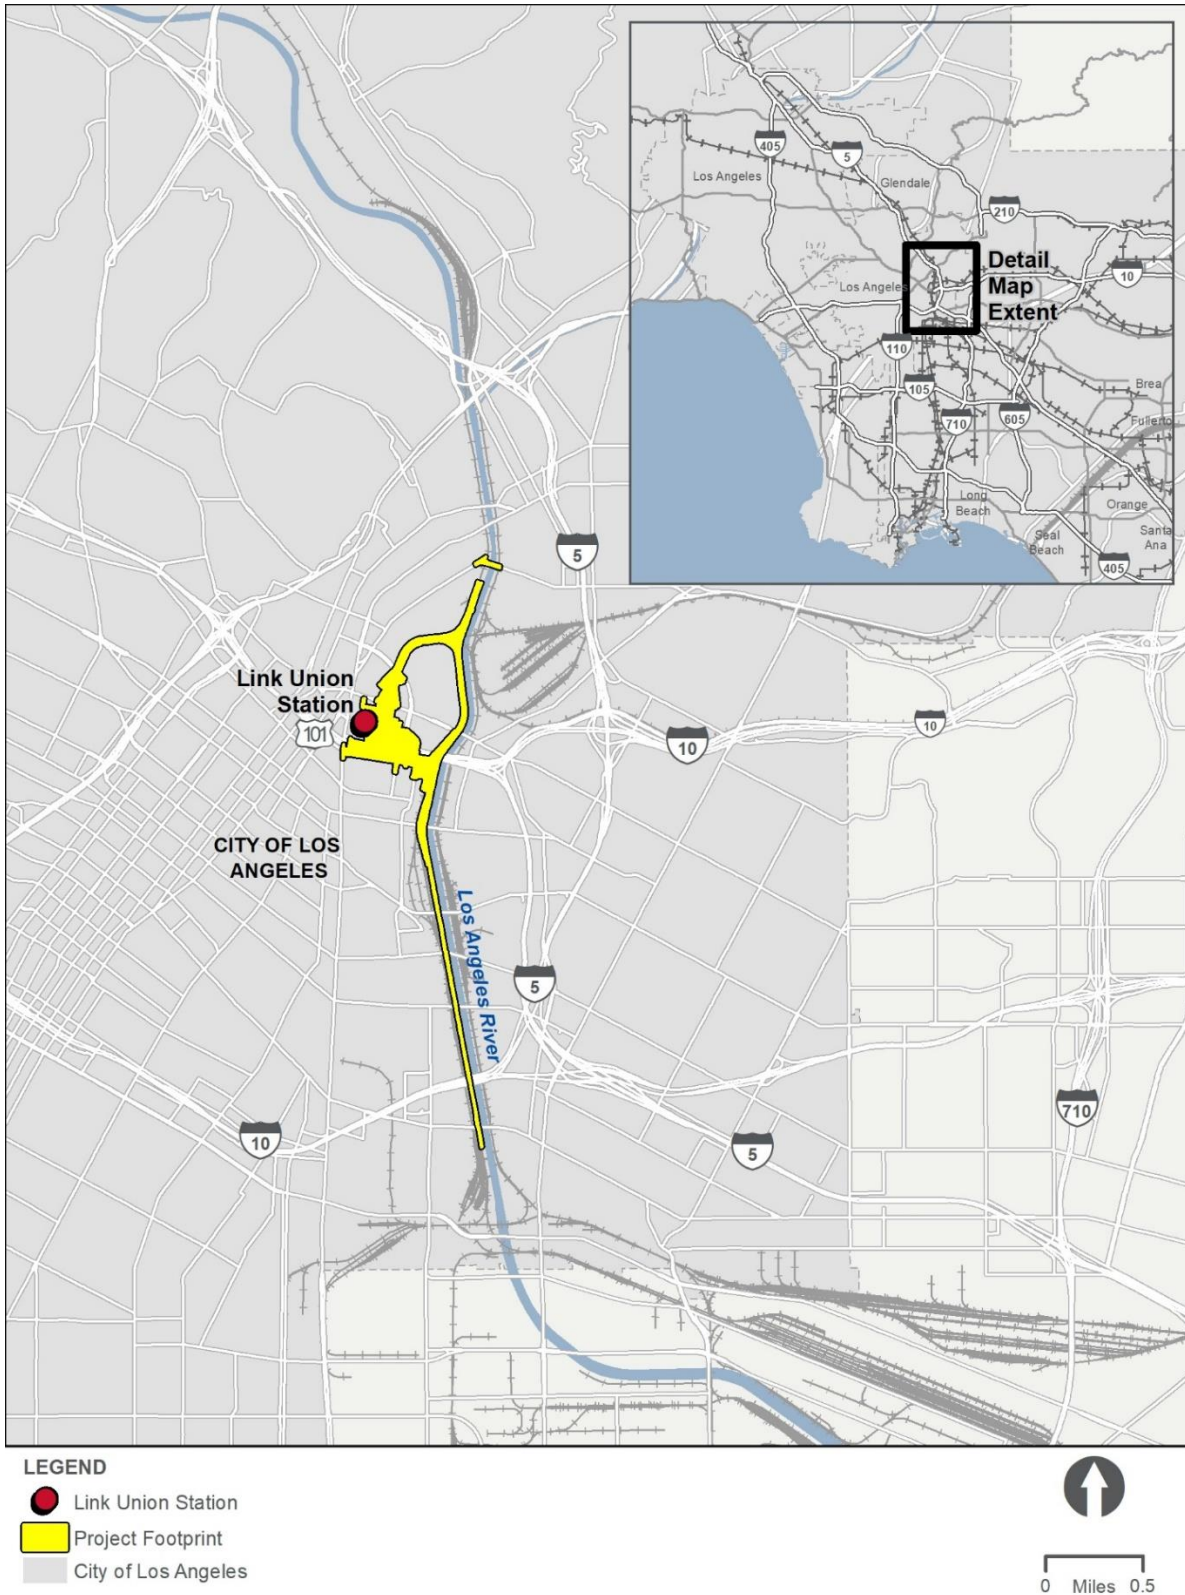 405
5
Los Angeles
Glendale
210
Detail
Map
Extent
10
Los Angeles
110
105
Brea
710
605
Fullerto
Long
Beach
Orange
Seal
Beach
Santa
Ana
405
5
Link Union
Station
101
10
10
CITY OF LOS
ANGELES
Los Angeles River
5
710
10
5
LEGEND
Link Union Station
Project Footprint
City of Los Angeles
0 Miles 0.5